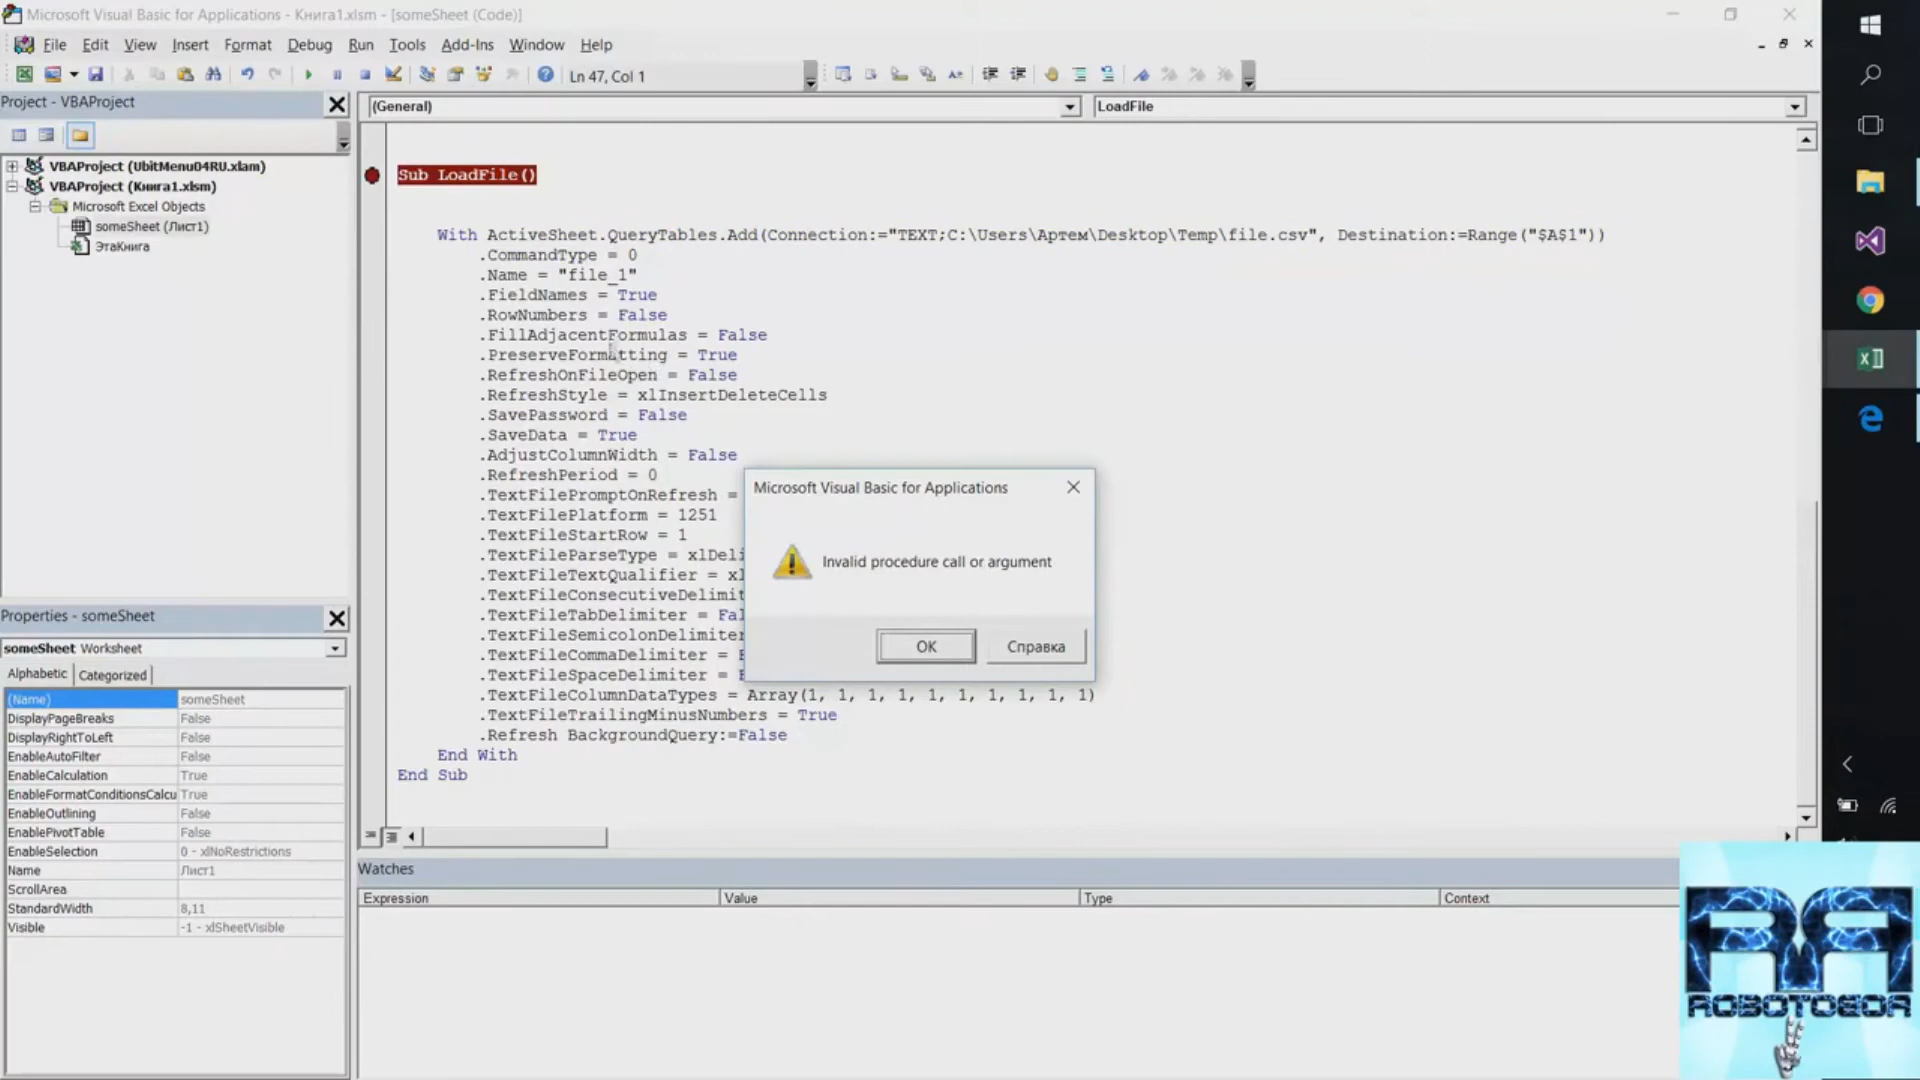 Microsoft Visual Basic for Applications - Книга1.xlsm - [someSheet (Code)]
File Edit View Insert Format Debug Run Tools Add-Ins Window Help
Ln 47, Col 1
Project - VBAProject
(General)
LoadFile
VBAProject (UbitMenu04RU.xlam)
VBAProject (Книга1.xlsm)
Microsoft Excel Objects
someSheet (Лист1)
ЭтаКнига
Sub LoadFile()
With ActiveSheet.QueryTables.Add(Connection:="TEXT;C:\Users\Артем\Desktop\Temp\file.csv", Destination:=Range("$A$1"))
.CommandType = 0
.Name = "file_1"
.FieldNames = True
.RowNumbers = False
.FillAdjacentFormulas = False
.PreserveFormatting = True
.RefreshOnFileOpen = False
.RefreshStyle = xlInsertDeleteCells
.SavePassword = False
.SaveData = True
.AdjustColumnWidth = False
.RefreshPeriod = 0
.TextFilePromptOnRefresh =
.TextFilePlatform = 1251
.TextFileStartRow = 1
.TextFileParseType = xlDeli
.TextFileTextQualifier = xl
.TextFileConsecutiveDelimit
.TextFileTabDelimiter = Fal
.TextFileSemicolonDelimiter
.TextFileCommaDelimiter =
.TextFileSpaceDelimiter =
.TextFileColumnDataTypes = Array(1, 1, 1, 1, 1, 1, 1, 1, 1, 1)
.TextFileTrailingMinusNumbers = True
.Refresh BackgroundQuery:=False
End With
End Sub
Microsoft Visual Basic for Applications
Invalid procedure call or argument
OK
Справка
Properties - someSheet
someSheet Worksheet
Alphabetic Categorized
(Name) someSheet
DisplayPageBreaks False
DisplayRightToLeft False
EnableAutoFilter False
EnableCalculation True
EnableFormatConditionsCalcu True
EnableOutlining False
EnablePivotTable False
EnableSelection 0 - xlNoRestrictions
Name Лист1
ScrollArea
StandardWidth 8,11
Visible -1 - xlSheetVisible
Watches
Expression Value Type Context